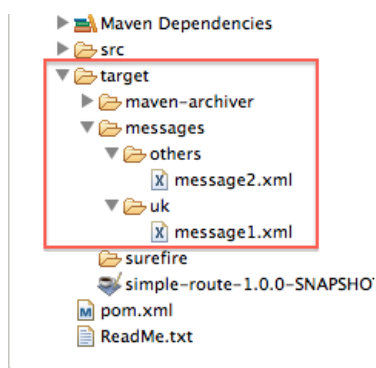 Maven Dependencies
src
target
maven-archiver
messages
others
message2.xml
uk
message1.xml
surefire
simple-route-1.0.0-SNAPSHO
pom.xml
ReadMe.txt